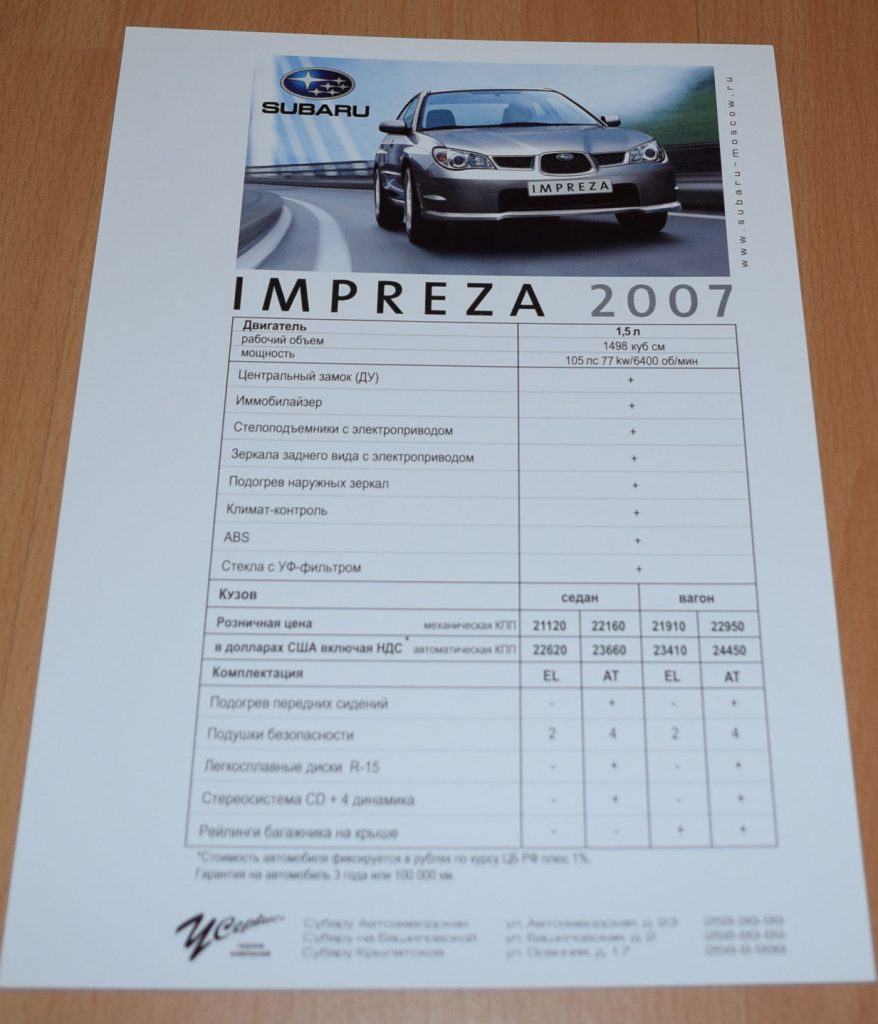 SUBARU
IMPREZA
www.subaru-moscow.ru
IMPREZA 2007
Двигатель 1,5 л
рабочий объем 1498 куб см
мощность 105 лс 77 kw/6400 об/мин
Центральный замок (ДУ) +
Иммобилайзер +
Стелоподъемники с электроприводом +
Зеркала заднего вида с электроприводом +
Подогрев наружных зеркал +
Климат-контроль +
ABS +
Стекла с УФ-фильтром +
Кузов седан вагон
Розничная цена механическая КПП 21120 22160 21910 22950
в долларах США включая НДС* автоматическая КПП 22620 23660 23410 24450
Комплектация EL AT EL AT
Подогрев передних сидений - + - +
Подушки безопасности 2 4 2 4
Легкосплавные диски R-15 - + - +
Стереосистема CD + 4 динамика - + - +
Рейлинги багажника на крыше - - + +
*Стоимость автомобиля фиксируется в рублях по курсу ЦБ РФ плюс 1%.
Гарантия на автомобиль 3 года или 100 000 км.
У Сервис+
группа
компаний
Субару Автозаводская ул. Автозаводская, д. 23
Субару на Башиловской ул. Башиловская, д. 2
Субару Крылатское ул. Осенняя, д. 17